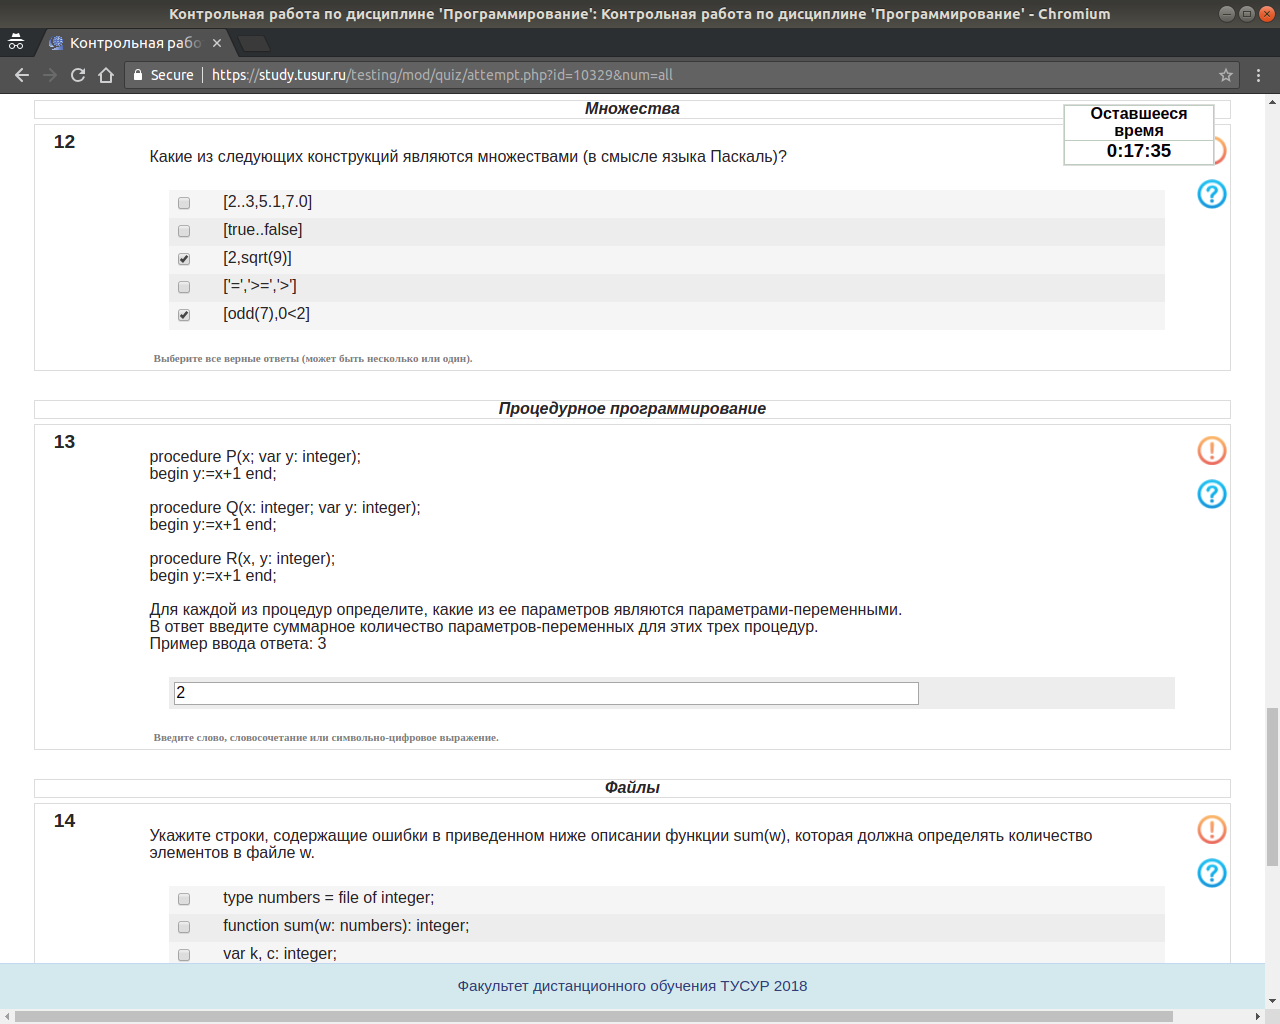 Контрольная работа по дисциплине 'Программирование': Контрольная работа по дисциплине 'Программирование' - Chromium
Контрольная рабо
Secure | https://study.tusur.ru/testing/mod/quiz/attempt.php?id=10329&num=all
Множества
Оставшееся
время
0:17:35
12
Какие из следующих конструкций являются множествами (в смысле языка Паскаль)?
[2..3,5.1,7.0]
[true..false]
[2,sqrt(9)]
['=','>=','>']
[odd(7),0<2]
Выберите все верные ответы (может быть несколько или один).
Процедурное программирование
13
procedure P(x; var y: integer);
begin y:=x+1 end;
procedure Q(x: integer; var y: integer);
begin y:=x+1 end;
procedure R(x, y: integer);
begin y:=x+1 end;
Для каждой из процедур определите, какие из ее параметров являются параметрами-переменными.
В ответ введите суммарное количество параметров-переменных для этих трех процедур.
Пример ввода ответа: 3
2
Введите слово, словосочетание или символьно-цифровое выражение.
Файлы
14
Укажите строки, содержащие ошибки в приведенном ниже описании функции sum(w), которая должна определять количество
элементов в файле w.
type numbers = file of integer;
function sum(w: numbers): integer;
var k, c: integer;
Факультет дистанционного обучения ТУСУР 2018